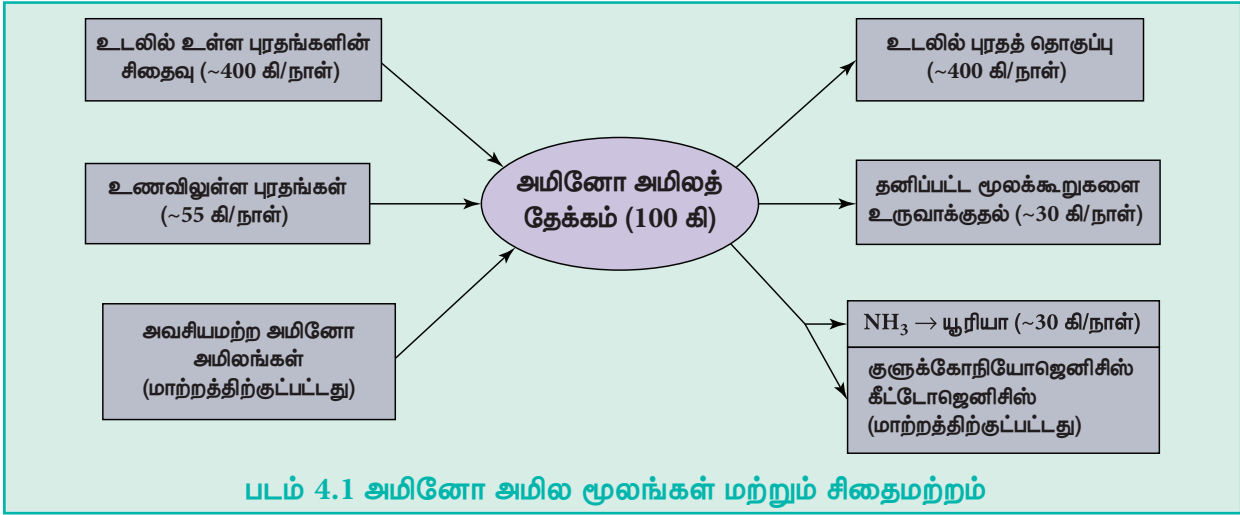 உடலில் உள்ள புரதங்களின்
சிதைவு (~400 கி/நாள்)
உணவிலுள்ள புரதங்கள்
(~55 கி/நாள்)
அவசியமற்ற அமினோ
அமிலங்கள்
(மாற்றத்திற்குட்பட்டது)
அமினோ அமிலத்
தேக்கம் (100 கி)
உடலில் புரதத் தொகுப்பு
(~400 கி/நாள்)
தனிப்பட்ட மூலக்கூறுகளை
உருவாக்குதல் (~30 கி/நாள்)
NH₃ → யூரியா (~30 கி/நாள்)
குளுக்கோநியோஜெனிசிஸ்
கீட்டோஜெனிசிஸ்
(மாற்றத்திற்குட்பட்டது)
படம் 4.1 அமினோ அமில மூலங்கள் மற்றும் சிதைமற்றம்